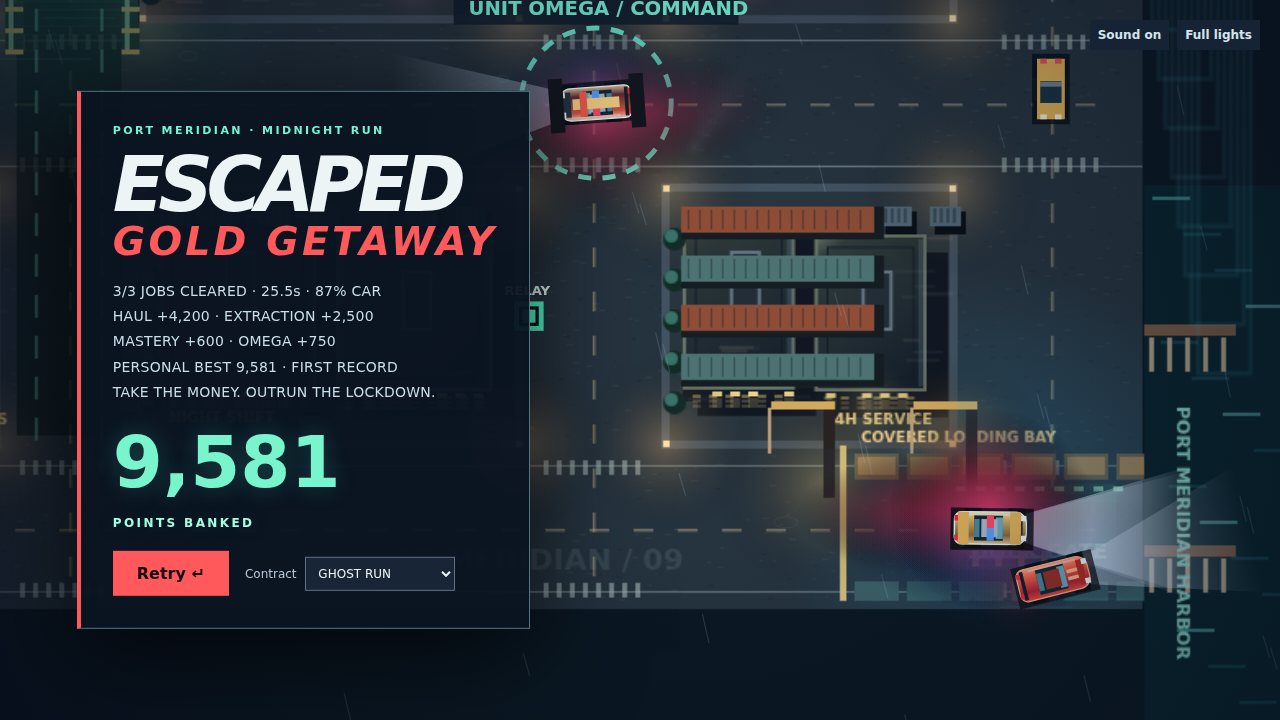 UNIT OMEGA / COMMAND
Sound on
Full lights
PORT MERIDIAN · MIDNIGHT RUN
ESCAPED
GOLD GETAWAY
3/3 JOBS CLEARED · 25.5s · 87% CAR
HAUL +4,200 · EXTRACTION +2,500
MASTERY +600 · OMEGA +750
PERSONAL BEST 9,581 · FIRST RECORD
TAKE THE MONEY. OUTRUN THE LOCKDOWN.
9,581
POINTS BANKED
Retry ↵
Contract
GHOST RUN
RELAY
NIGHT SHIFT
4H SERVICE
COVERED LO DING BAY
DIAN / 09
PORT MERIDIAN HARBOR